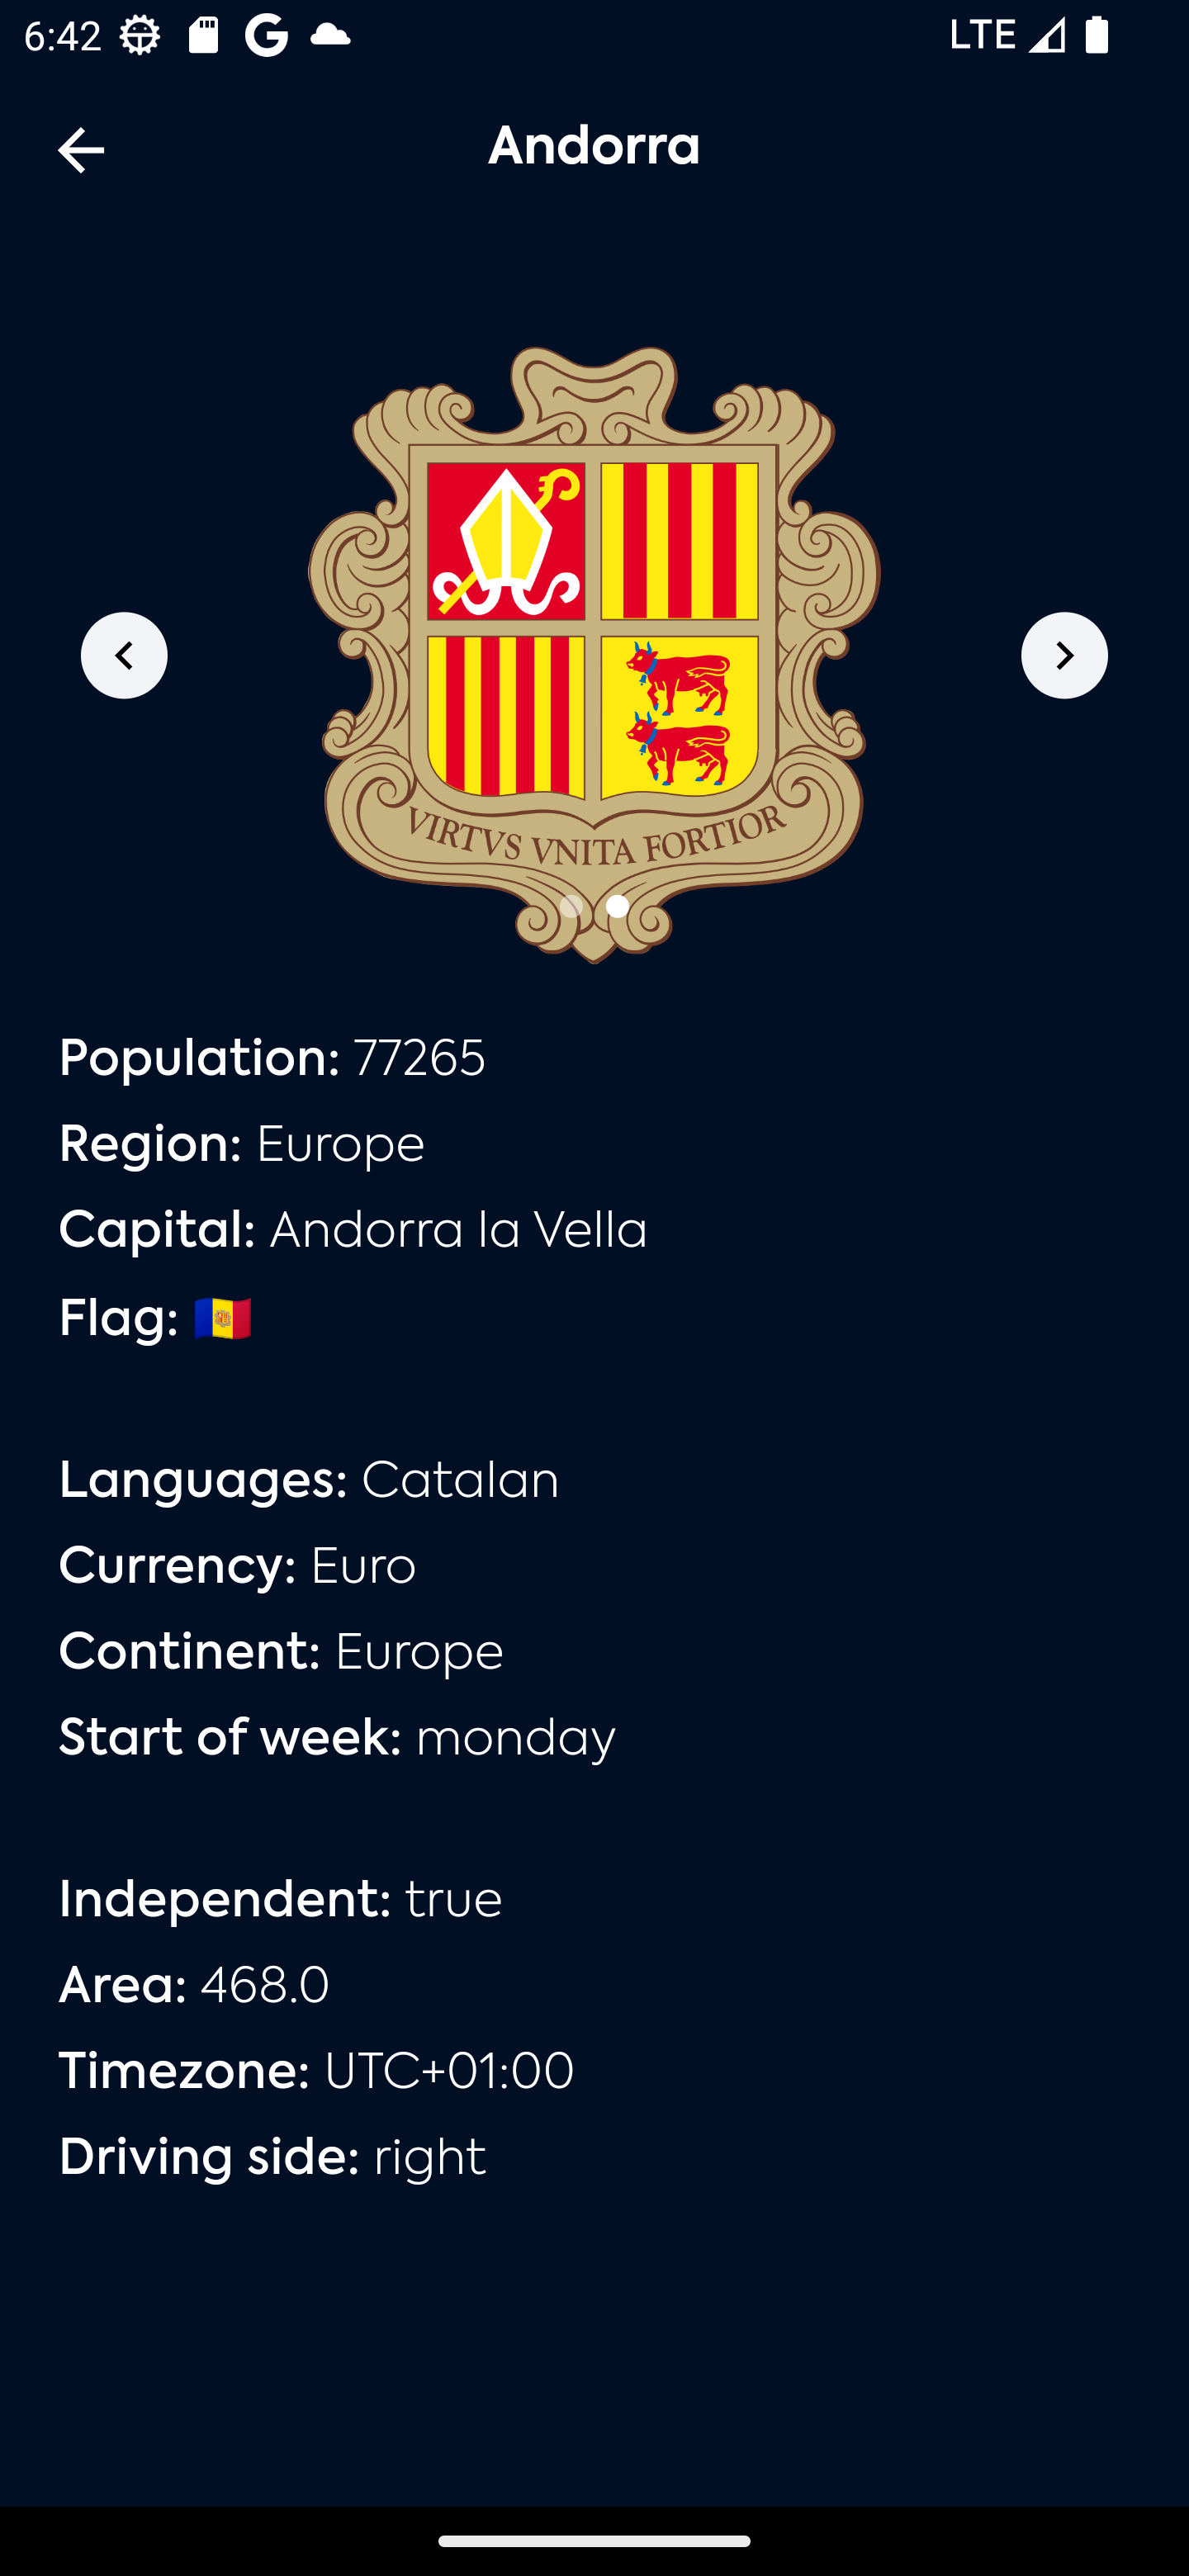 6:42 LTE
Andorra
VIRTVS VNITA FORTIOR
Population: 77265
Region: Europe
Capital: Andorra la Vella
Flag: 🇦🇩
Languages: Catalan
Currency: Euro
Continent: Europe
Start of week: monday
Independent: true
Area: 468.0
Timezone: UTC+01:00
Driving side: right